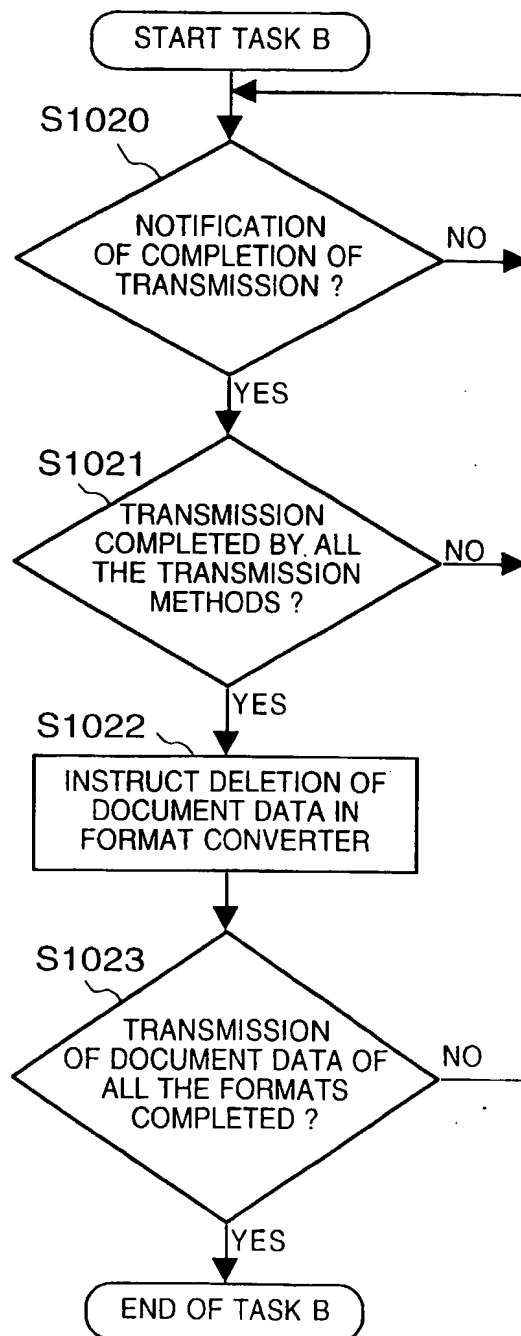 START TASK B
S1020
NOTIFICATION
OF COMPLETION OF
TRANSMISSION ?
NO
YES
S1021
TRANSMISSION
COMPLETED BY ALL
THE TRANSMISSION
METHODS ?
NO
YES
S1022
INSTRUCT DELETION OF
DOCUMENT DATA IN
FORMAT CONVERTER
S1023
TRANSMISSION
OF DOCUMENT DATA OF
ALL THE FORMATS
COMPLETED ?
NO
YES
END OF TASK B